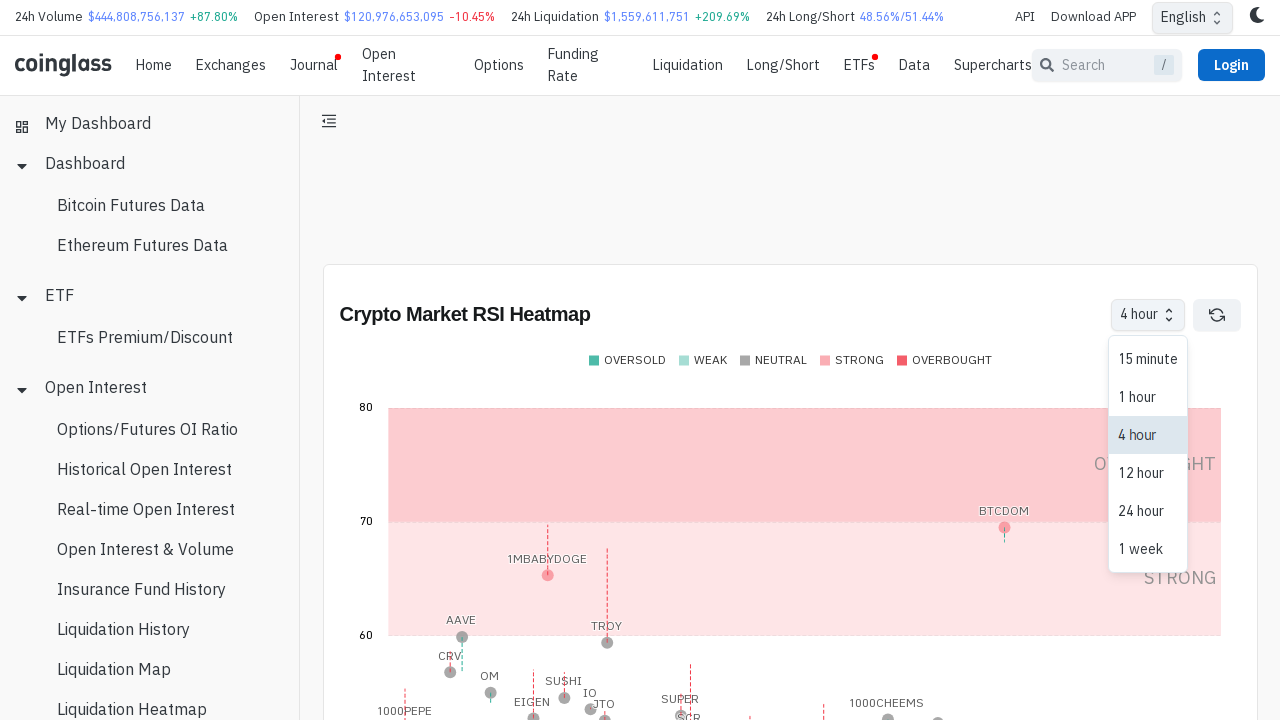 24h Volume $444,808,756,137 +87.80% Open Interest $120,976,653,095 -10.45% 24h Liquidation $1,559,611,751 +209.69% 24h Long/Short 48.56%/51.44% API Download APP English
coinglass Home Exchanges Journal Open Interest Options Funding Rate Liquidation Long/Short ETFs Data Supercharts Search / Login
My Dashboard
Dashboard
Bitcoin Futures Data
Ethereum Futures Data
ETF
ETFs Premium/Discount
Open Interest
Options/Futures OI Ratio
Historical Open Interest
Real-time Open Interest
Open Interest & Volume
Insurance Fund History
Liquidation History
Liquidation Map
Liquidation Heatmap
Crypto Market RSI Heatmap 4 hour
OVERSOLD WEAK NEUTRAL STRONG OVERBOUGHT
15 minute
1 hour
4 hour
12 hour
24 hour
1 week
80
70
60
BTCDOM
STRONG
1MBABYDOGE
AAVE
TROY
CRV
OM
SUSHI
IO
EIGEN
JTO
SUPER
SCR
1000PEPE
1000CHEEMS